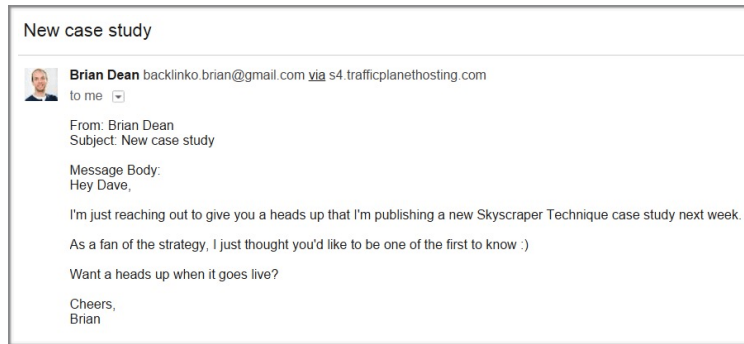 New case study
Brian Dean backlinko.brian@gmail.com via s4.trafficplanethosting.com
to me
From: Brian Dean
Subject: New case study
Message Body:
Hey Dave,
I'm just reaching out to give you a heads up that I'm publishing a new Skyscraper Technique case study next week.
As a fan of the strategy, I just thought you'd like to be one of the first to know :)
Want a heads up when it goes live?
Cheers,
Brian